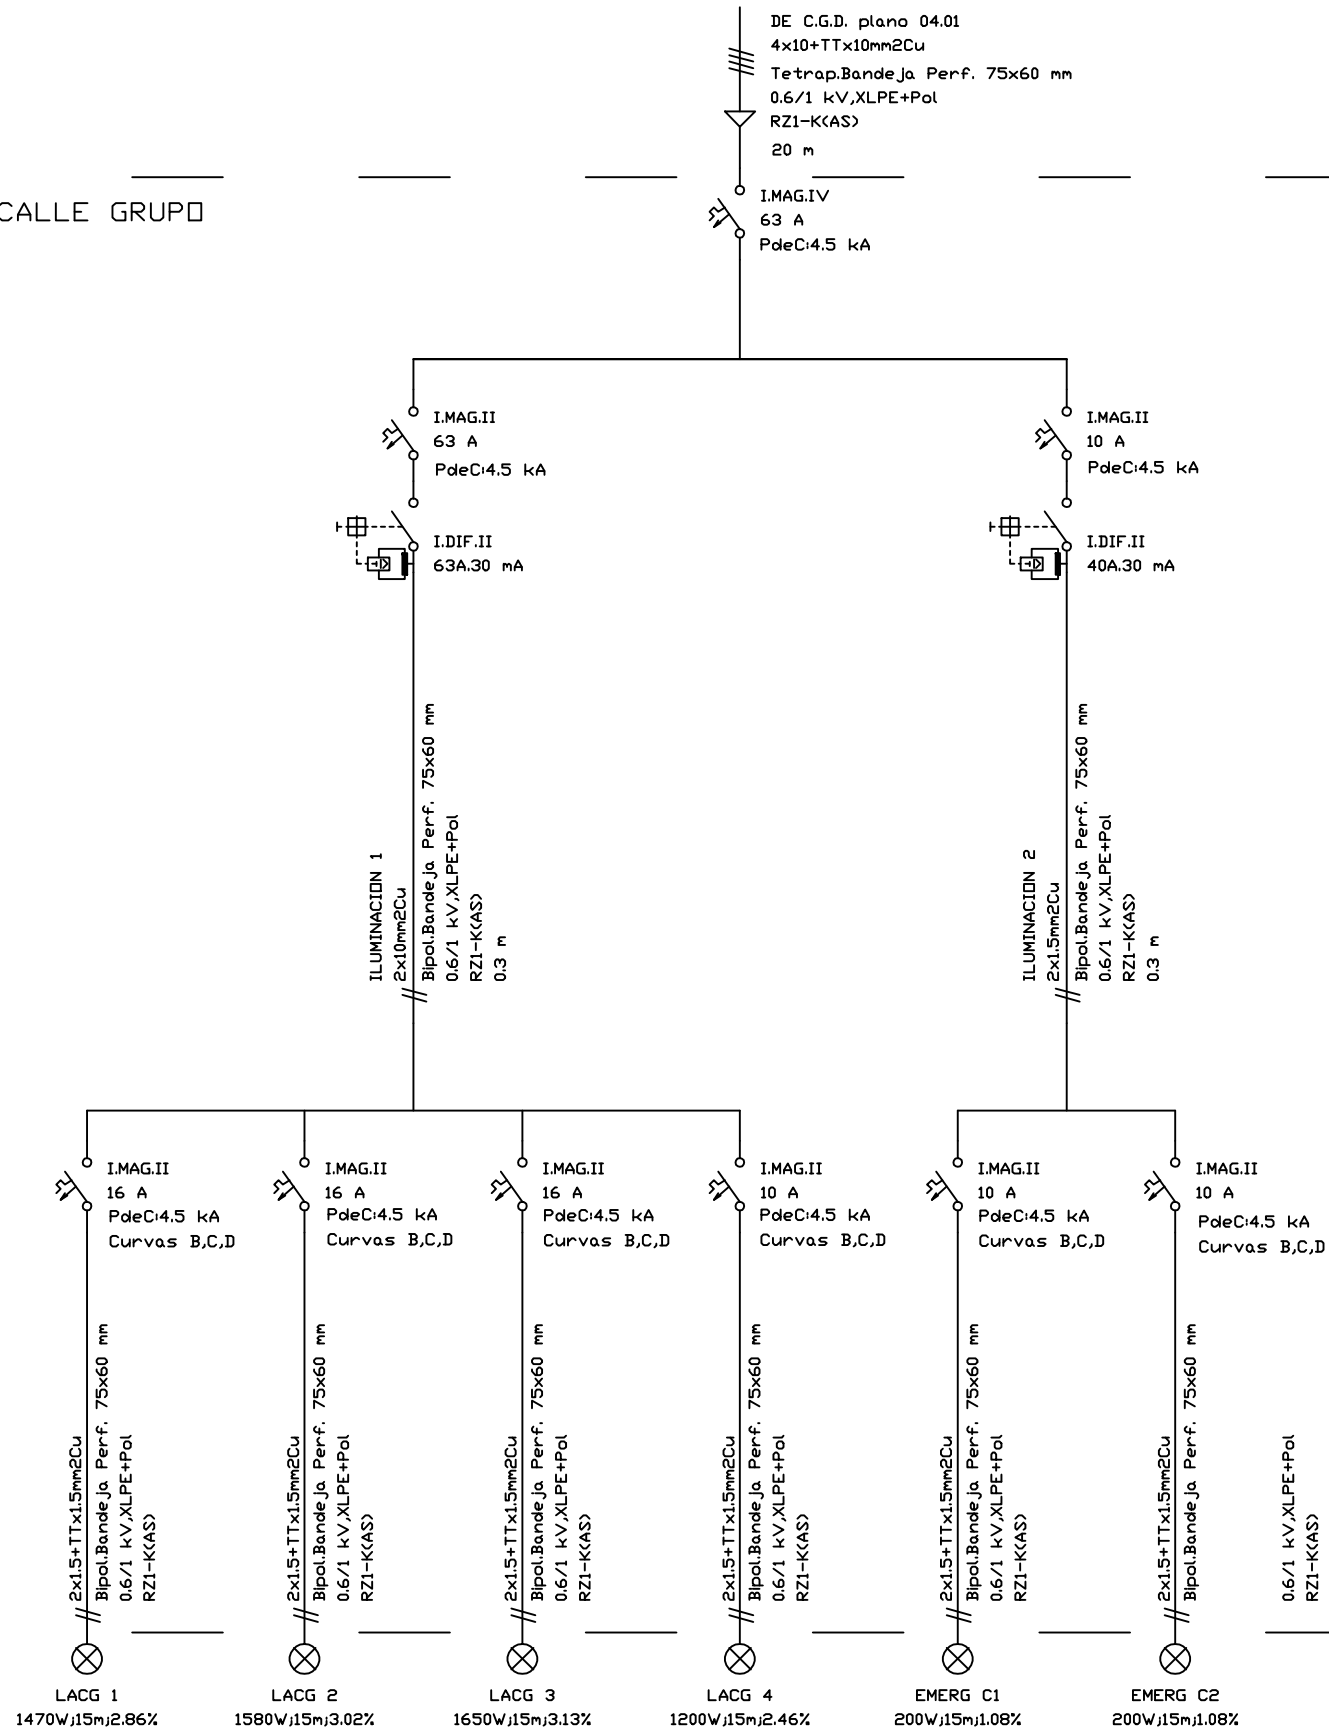 DE C.G.D. plano 04.01
4x10+TTx10mm2Cu
Tetrap.Bandeja Perf. 75x60 mm
0.6/1 kV,XLPE+Pol
RZ1-K(AS)
20 m
CALLE GRUPO
I.MAG.IV
63 A
PdeC:4.5 kA
I.MAG.II
63 A
PdeC:4.5 kA
I.DIF.II
63A.30 mA
I.MAG.II
10 A
PdeC:4.5 kA
I.DIF.II
40A.30 mA
ILUMINACION 1
2x10mm2Cu
Bipol.Bandeja Perf. 75x60 mm
0.6/1 kV,XLPE+Pol
RZ1-K(AS)
0.3 m
ILUMINACION 2
2x1.5mm2Cu
Bipol.Bandeja Perf. 75x60 mm
0.6/1 kV,XLPE+Pol
RZ1-K(AS)
0.3 m
I.MAG.II
16 A
PdeC:4.5 kA
Curvas B,C,D
I.MAG.II
16 A
PdeC:4.5 kA
Curvas B,C,D
I.MAG.II
16 A
PdeC:4.5 kA
Curvas B,C,D
I.MAG.II
10 A
PdeC:4.5 kA
Curvas B,C,D
I.MAG.II
10 A
PdeC:4.5 kA
Curvas B,C,D
I.MAG.II
10 A
PdeC:4.5 kA
Curvas B,C,D
2x1.5+TTx1.5mm2Cu
Bipol.Bandeja Perf. 75x60 mm
0.6/1 kV,XLPE+Pol
RZ1-K(AS)
2x1.5+TTx1.5mm2Cu
Bipol.Bandeja Perf. 75x60 mm
0.6/1 kV,XLPE+Pol
RZ1-K(AS)
2x1.5+TTx1.5mm2Cu
Bipol.Bandeja Perf. 75x60 mm
0.6/1 kV,XLPE+Pol
RZ1-K(AS)
2x1.5+TTx1.5mm2Cu
Bipol.Bandeja Perf. 75x60 mm
0.6/1 kV,XLPE+Pol
RZ1-K(AS)
2x1.5+TTx1.5mm2Cu
Bipol.Bandeja Perf. 75x60 mm
0.6/1 kV,XLPE+Pol
RZ1-K(AS)
2x1.5+TTx1.5mm2Cu
Bipol.Bandeja Perf. 75x60 mm
0.6/1 kV,XLPE+Pol
RZ1-K(AS)
LACG 1
1470W;15m;2.86%
LACG 2
1580W;15m;3.02%
LACG 3
1650W;15m;3.13%
LACG 4
1200W;15m;2.46%
EMERG C1
200W;15m;1.08%
EMERG C2
200W;15m;1.08%